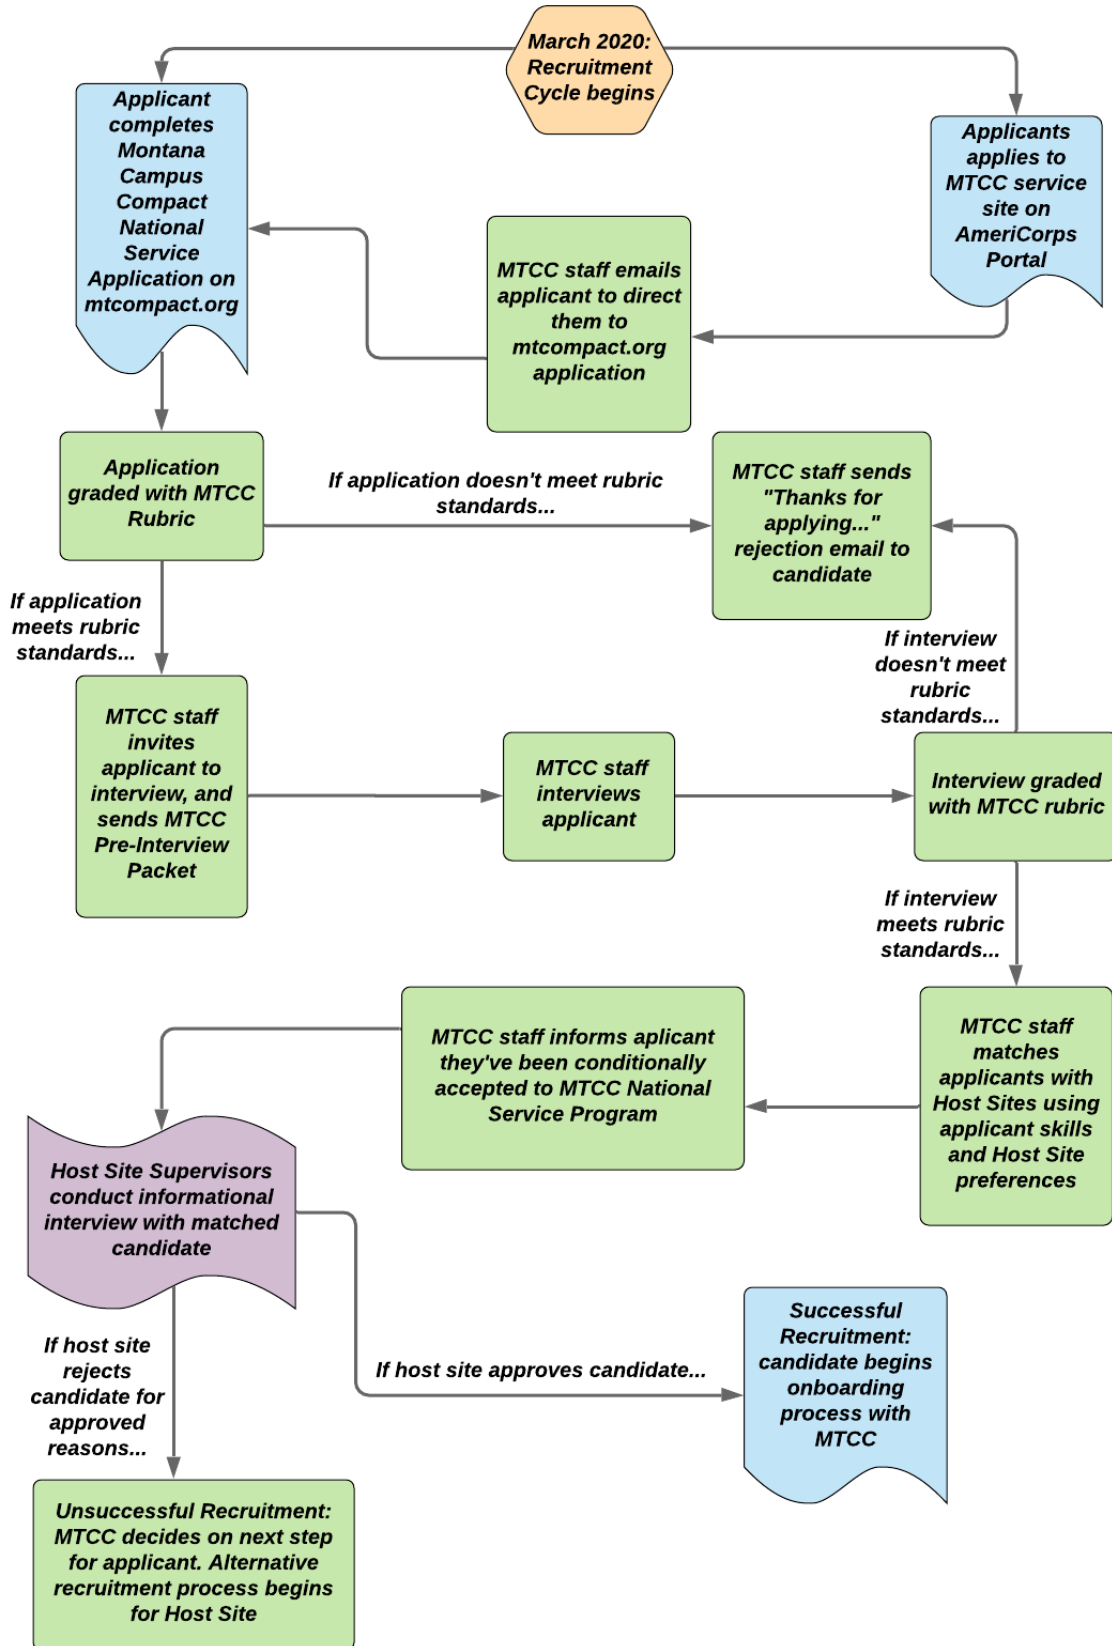 March 2020:
Recruitment
Cycle begins
Applicant
completes
Montana
Campus
Compact
National
Service
Application on
mtcompact.org
Applicants
applies to
MTCC service
site on
AmeriCorps
Portal
MTCC staff emails
applicant to direct
them to
mtcompact.org
application
Application
graded with MTCC
Rubric
If application doesn't meet rubric
standards...
MTCC staff sends
"Thanks for
applying..."
rejection email to
candidate
If application
meets rubric
standards...
If interview
doesn't meet
rubric
standards...
MTCC staff
invites
applicant to
interview, and
sends MTCC
Pre-Interview
Packet
MTCC staff
interviews
applicant
Interview graded
with MTCC rubric
If interview
meets rubric
standards...
MTCC staff
matches
applicants with
Host Sites using
applicant skills
and Host Site
preferences
MTCC staff informs aplicant
they've been conditionally
accepted to MTCC National
Service Program
Host Site Supervisors
conduct informational
interview with matched
candidate
If host site
rejects
candidate for
approved
reasons...
If host site approves candidate...
Successful
Recruitment:
candidate begins
onboarding
process with
MTCC
Unsuccessful Recruitment:
MTCC decides on next step
for applicant. Alternative
recruitment process begins
for Host Site